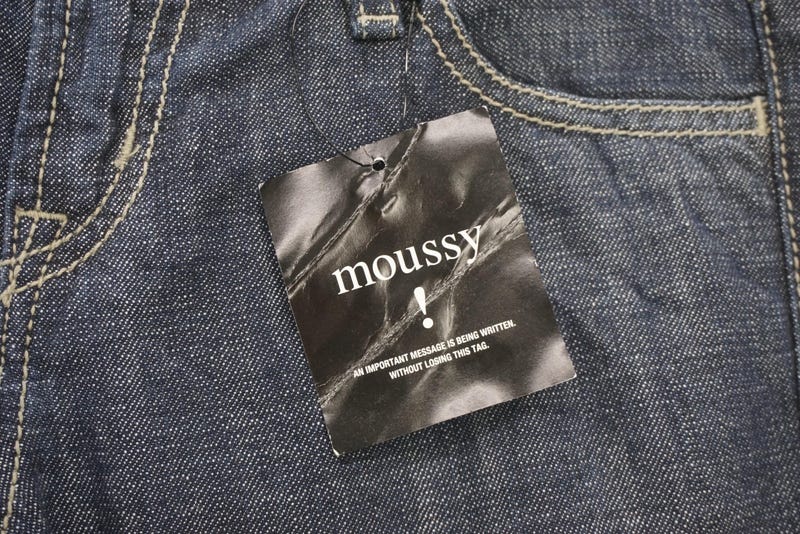 moussy
!
AN IMPORTANT MESSAGE IS BEING WRITTEN.
WITHOUT LOSING THIS TAG.